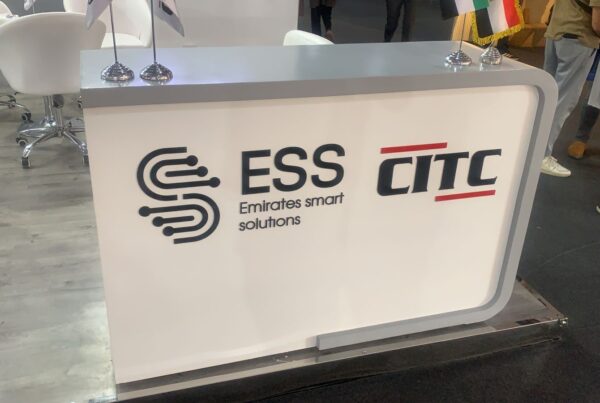 ESS
Emirates smart
solutions
CITC